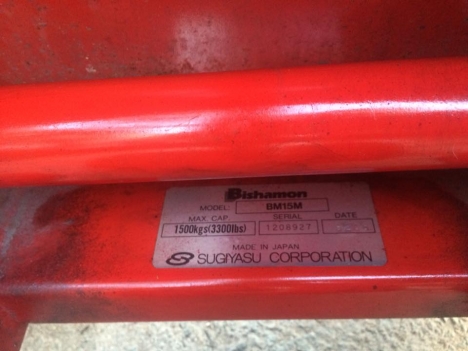 Bishamon
MODEL: BM15M
MAX. CAP. SERIAL DATE
1500kgs(3300lbs) 1208927
MADE IN JAPAN
SUGIYASU CORPORATION